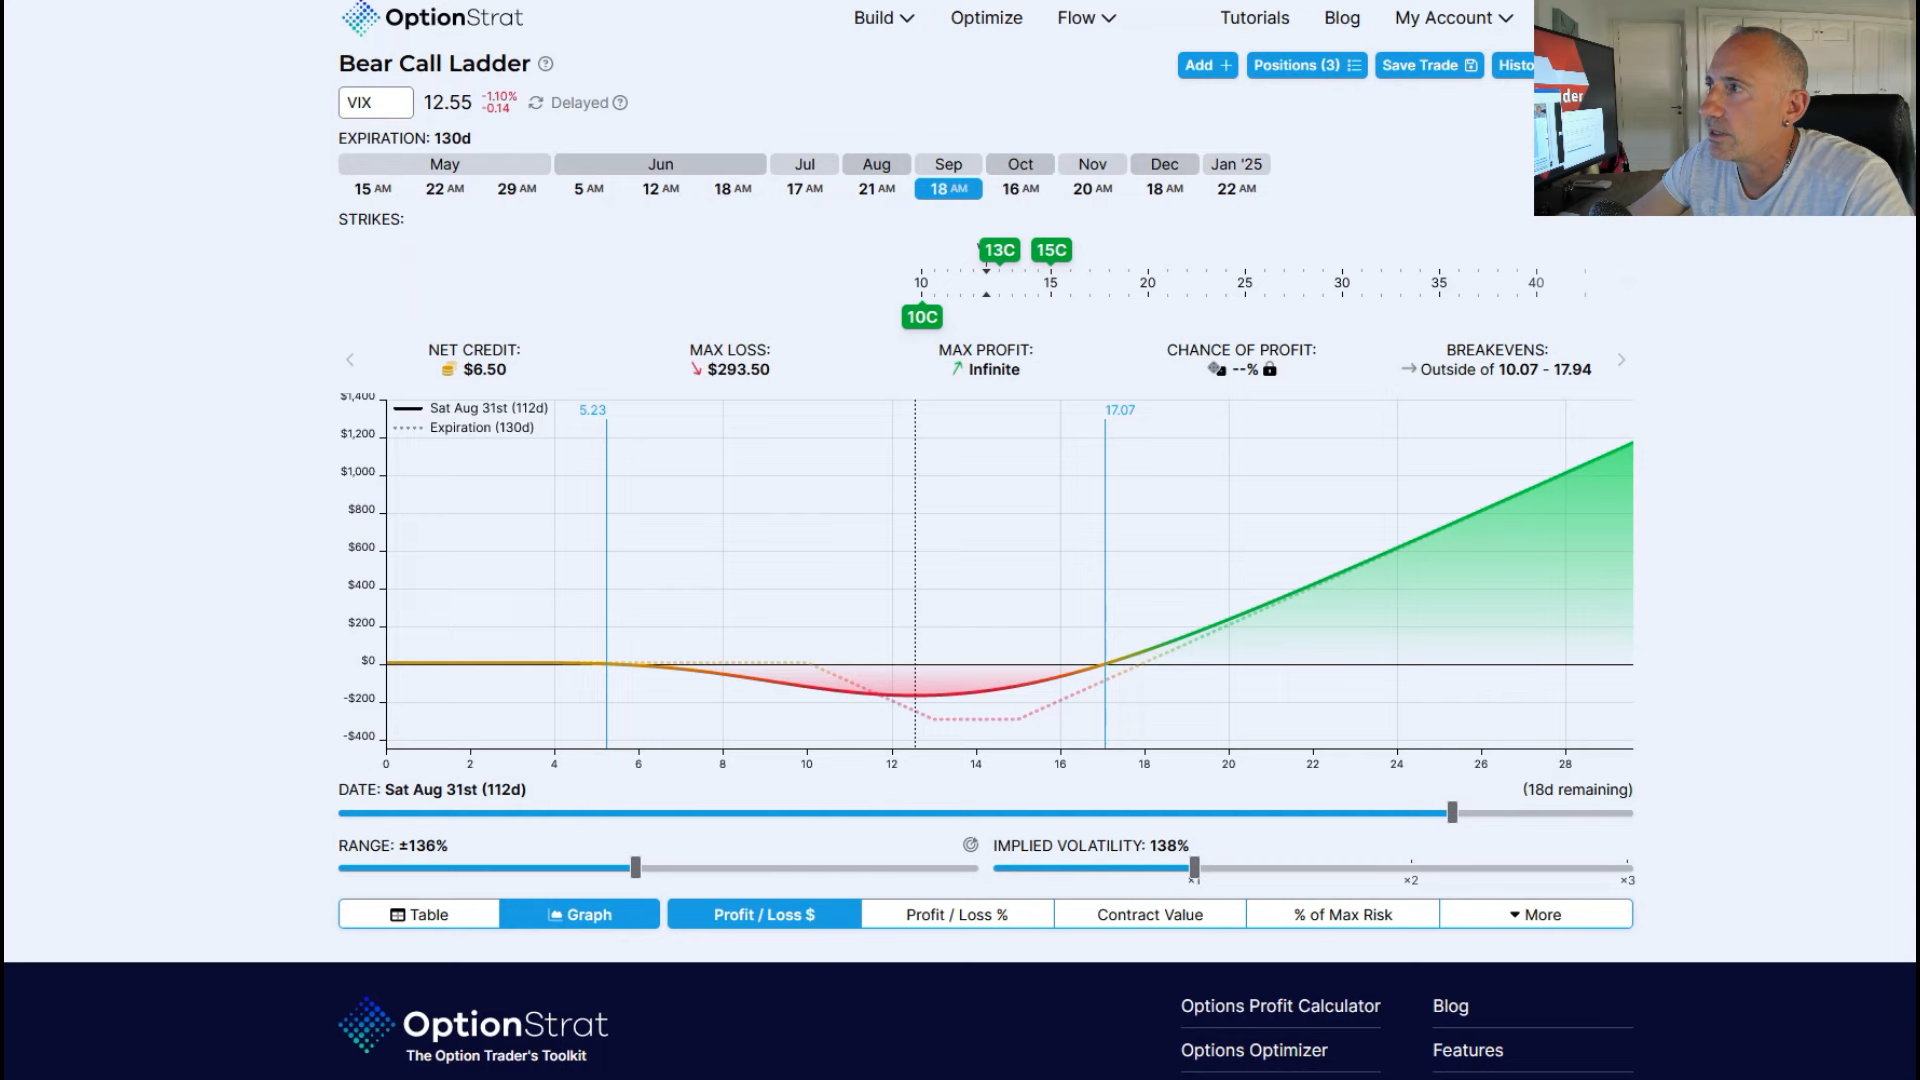 OptionStrat
Build
Optimize
Flow
Tutorials
Blog
My Account
Bear Call Ladder
Add +
Positions (3)
Save Trade
Histo
der
VIX
12.55
-1.10%
-0.14
Delayed
EXPIRATION: 130d
May
Jun
Jul
Aug
Sep
Oct
Nov
Dec
Jan '25
15 AM
22 AM
29 AM
5 AM
12 AM
18 AM
17 AM
21 AM
18 AM
16 AM
20 AM
18 AM
22 AM
STRIKES:
13C
15C
10
15
20
25
30
35
40
10C
NET CREDIT:
$6.50
MAX LOSS:
$293.50
MAX PROFIT:
Infinite
CHANCE OF PROFIT:
--%
BREAKEVENS:
Outside of 10.07 - 17.94
$1,400
$1,200
$1,000
$800
$600
$400
$200
$0
-$200
-$400
Sat Aug 31st (112d)
Expiration (130d)
5.23
17.07
0
2
4
6
8
10
12
14
16
18
20
22
24
26
28
DATE: Sat Aug 31st (112d)
(18d remaining)
RANGE: ±136%
IMPLIED VOLATILITY: 138%
×1
×2
×3
Table
Graph
Profit / Loss $
Profit / Loss %
Contract Value
% of Max Risk
More
OptionStrat
The Option Trader's Toolkit
Options Profit Calculator
Options Optimizer
Blog
Features